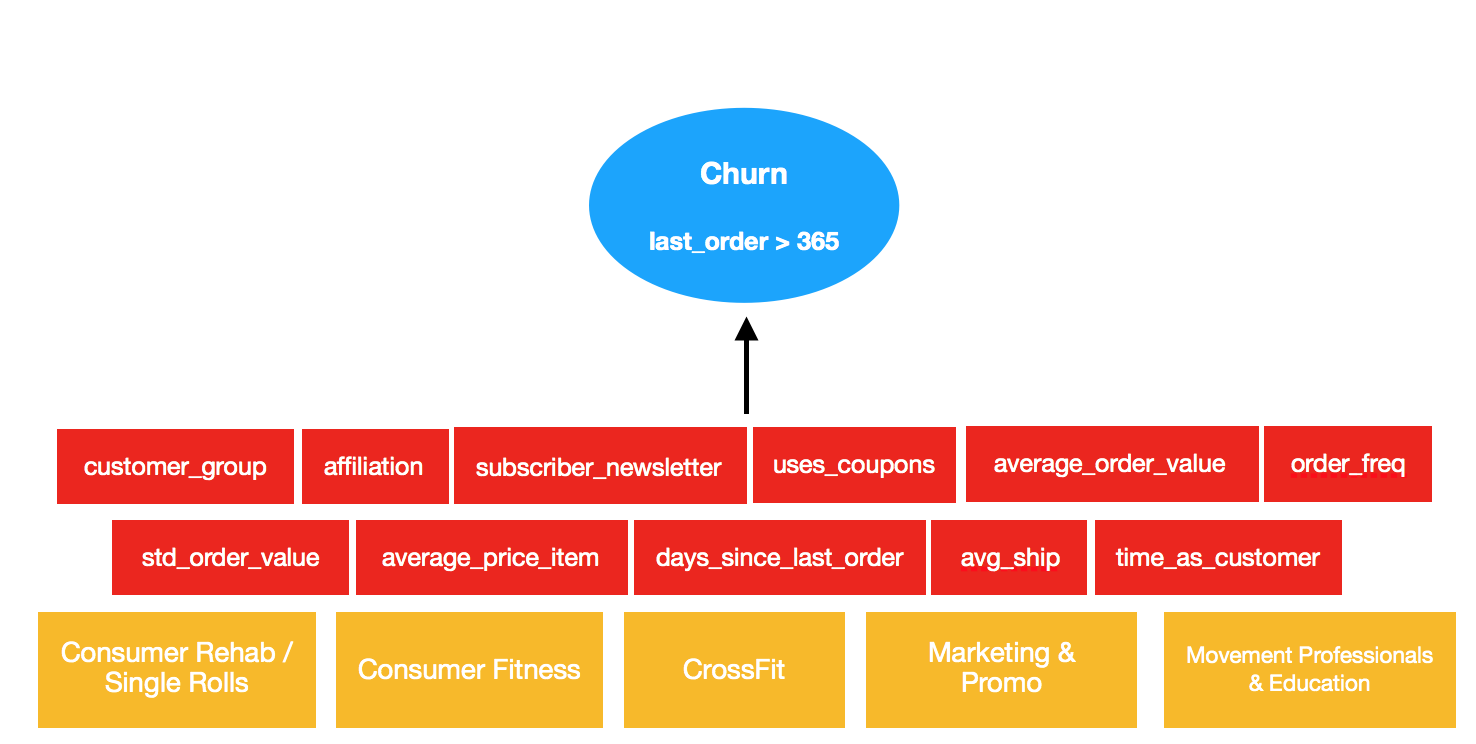 Churn
last_order > 365
customer_group
affiliation
subscriber_newsletter
uses_coupons
average_order_value
order_freq
std_order_value
average_price_item
days_since_last_order
avg_ship
time_as_customer
Consumer Rehab /
Single Rolls
Consumer Fitness
CrossFit
Marketing &
Promo
Movement Professionals
& Education